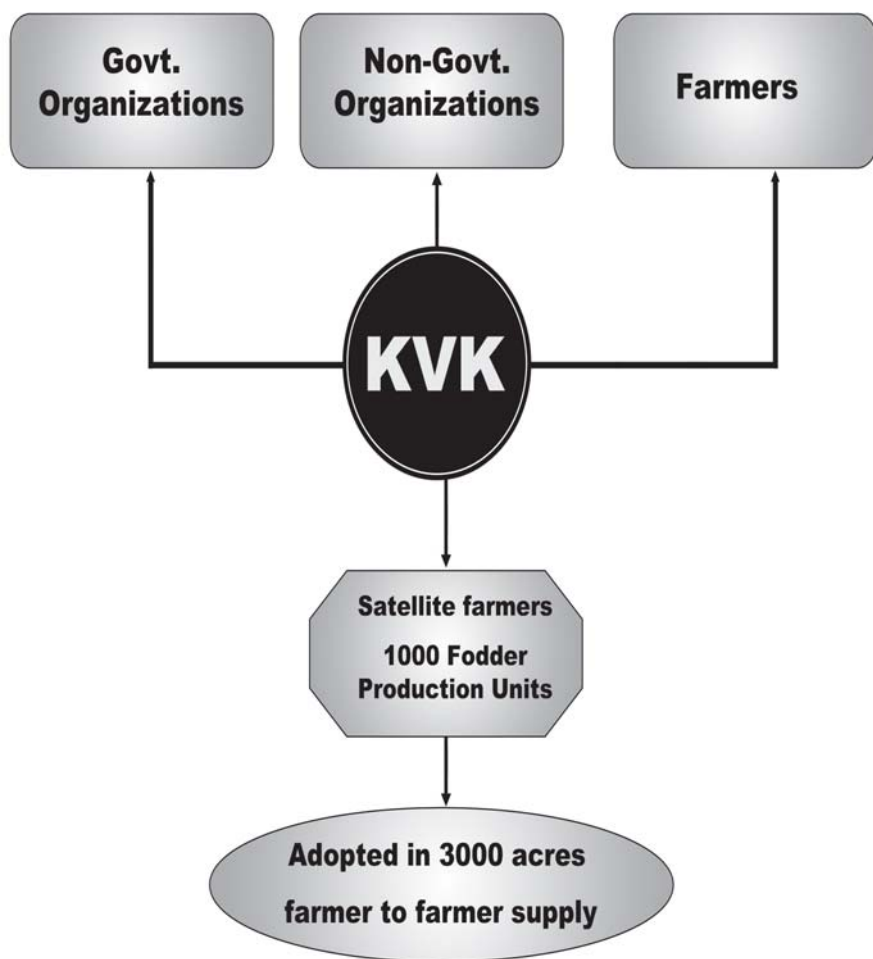 Govt.
Organizations
Non-Govt.
Organizations
Farmers
KVK
Satellite farmers
1000 Fodder
Production Units
Adopted in 3000 acres
farmer to farmer supply